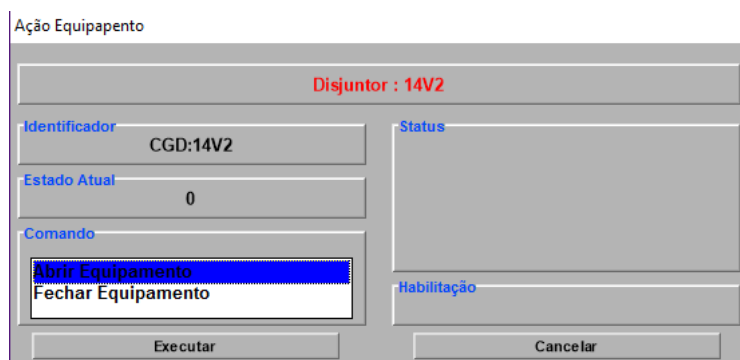 Ação Equipapento
Disjuntor : 14V2
Identificador
CGD:14V2
Estado Atual
0
Comando
Abrir Equipamento
Fechar Equipamento
Executar
Status
Habilitação
Cancelar